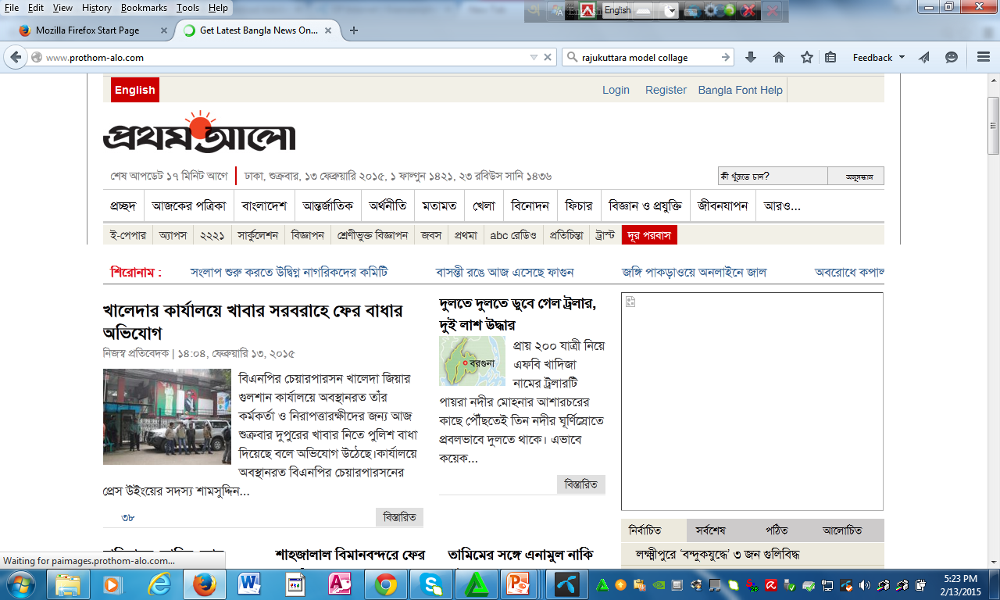 File Edit View History Bookmarks Tools Help
English
Mozilla Firefox Start Page
Get Latest Bangla News On...
www.prothom-alo.com
rajukuttara model collage
Feedback
English
Login Register Bangla Font Help
প্রথম আলো
শেষ আপডেট ১৭ মিনিট আগে
ঢাকা, শুক্রবার, ১৩ ফেব্রুয়ারি ২০১৫, ১ ফাল্গুন ১৪২১, ২৩ রবিউস সানি ১৪৩৬
কী খুঁজতে চান?
অনুসন্ধান
প্রচ্ছদ আজকের পত্রিকা বাংলাদেশ আন্তর্জাতিক অর্থনীতি মতামত খেলা বিনোদন ফিচার বিজ্ঞান ও প্রযুক্তি জীবনযাপন আরও...
ই-পেপার অ্যাপস ২২২১ সার্কুলেশন বিজ্ঞাপন শ্রেণীভুক্ত বিজ্ঞাপন জবস প্রথমা abc রেডিও প্রতিচিন্তা ট্রাস্ট দূর পরবাস
শিরোনাম : সংলাপ শুরু করতে উদ্বিগ্ন নাগরিকদের কমিটি বাসন্তী রঙে আজ এসেছে ফাগুন জঙ্গি পাকড়াওয়ে অনলাইনে জাল অবরোধে কপাল
খালেদার কার্যালয়ে খাবার সরবরাহে ফের বাধার
অভিযোগ
নিজস্ব প্রতিবেদক | ১৪:০৪, ফেব্রুয়ারি ১৩, ২০১৫
বিএনপির চেয়ারপারসন খালেদা জিয়ার
গুলশান কার্যালয়ে অবস্থানরত তাঁর
কর্মকর্তা ও নিরাপত্তারক্ষীদের জন্য আজ
শুক্রবার দুপুরের খাবার নিতে পুলিশ বাধা
দিয়েছে বলে অভিযোগ উঠেছে।কার্যালয়ে
অবস্থানরত বিএনপির চেয়ারপারসনের
প্রেস উইংয়ের সদস্য শামসুদ্দিন...
৩৮
বিস্তারিত
দুলতে দুলতে ডুবে গেল ট্রলার,
দুই লাশ উদ্ধার
বরগুনা
প্রায় ২০০ যাত্রী নিয়ে
এফবি খাদিজা
নামের ট্রলারটি
পায়রা নদীর মোহনার আশারচরের
কাছে পৌঁছতেই তিন নদীর ঘূর্ণিস্রোতে
প্রবলভাবে দুলতে থাকে। এভাবে
কয়েক...
বিস্তারিত
নির্বাচিত সর্বশেষ পঠিত আলোচিত
লক্ষ্মীপুরে ‘বন্দুকযুদ্ধে’ ৩ জন গুলিবিদ্ধ
শাহজালাল বিমানবন্দরে ফের
তামিমের সঙ্গে এনামুল নাকি
Waiting for paimages.prothom-alo.com...
5:23 PM
2/13/2015